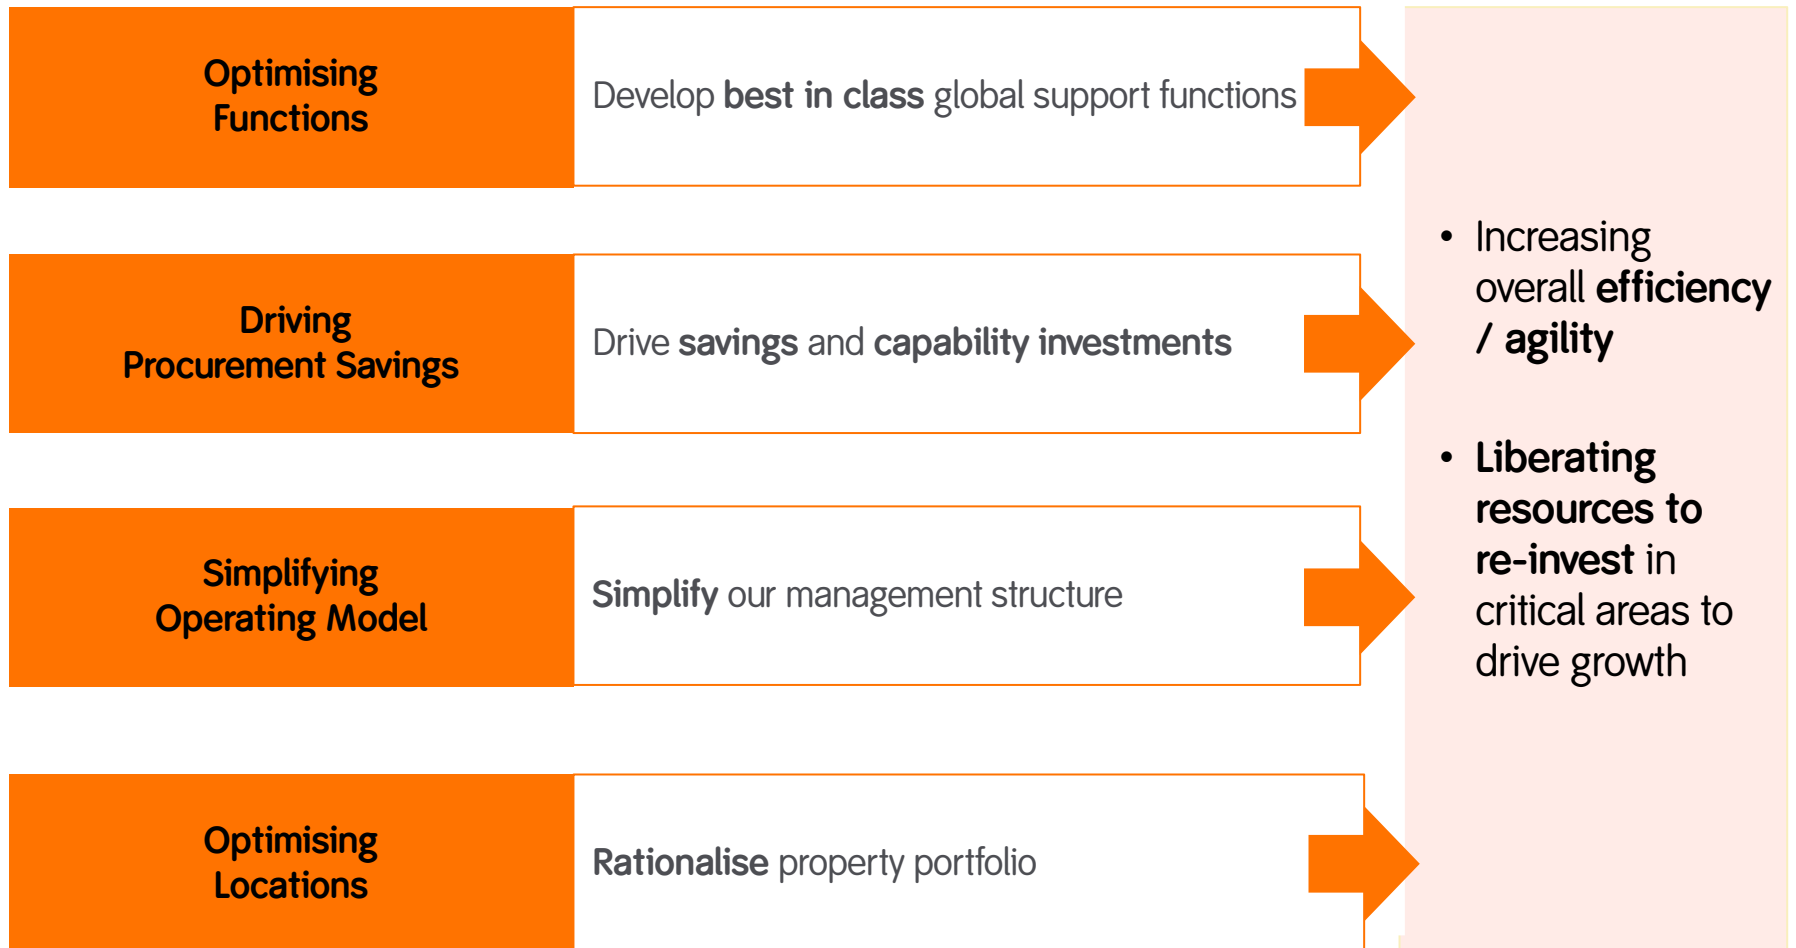 Optimising
Functions
Develop best in class global support functions
Driving
Procurement Savings
Drive savings and capability investments
Simplifying
Operating Model
Simplify our management structure
Optimising
Locations
Rationalise property portfolio
• Increasing
overall efficiency
/ agility
• Liberating
resources to
re-invest in
critical areas to
drive growth